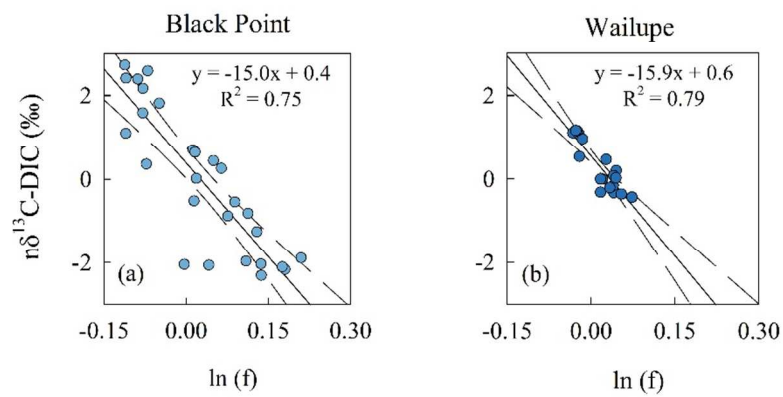 Black Point
Wailupe
nδ¹³C-DIC (‰)
2
0
-2
y = -15.0x + 0.4
R² = 0.75
(a)
-0.15 0.00 0.15 0.30
ln (f)
2
0
-2
y = -15.9x + 0.6
R² = 0.79
(b)
-0.15 0.00 0.15 0.30
ln (f)